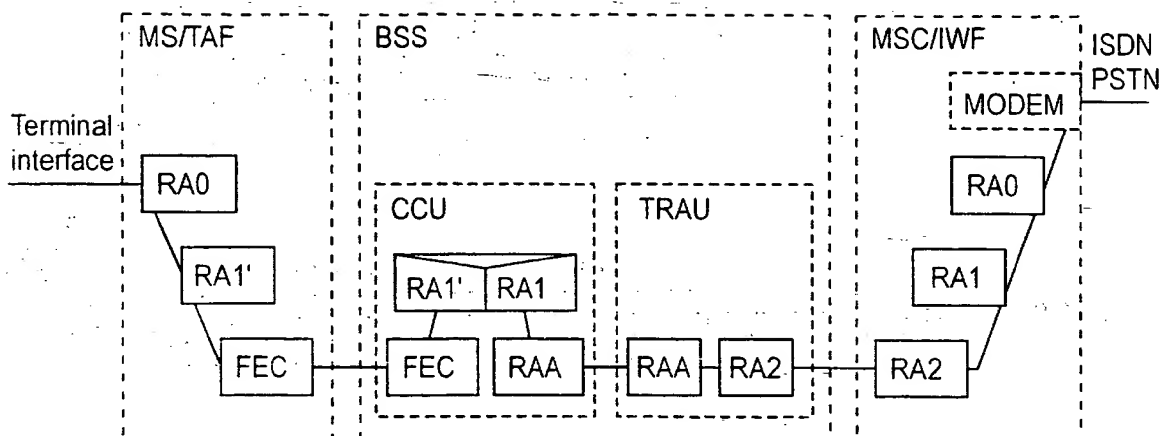 MS/TAF
BSS
MSC/IWF
ISDN
PSTN
MODEM
Terminal
interface
RA0
RA0
CCU
TRAU
RA1'
RA1'
RA1
RA1
FEC
FEC
RAA
RAA
RA2
RA2